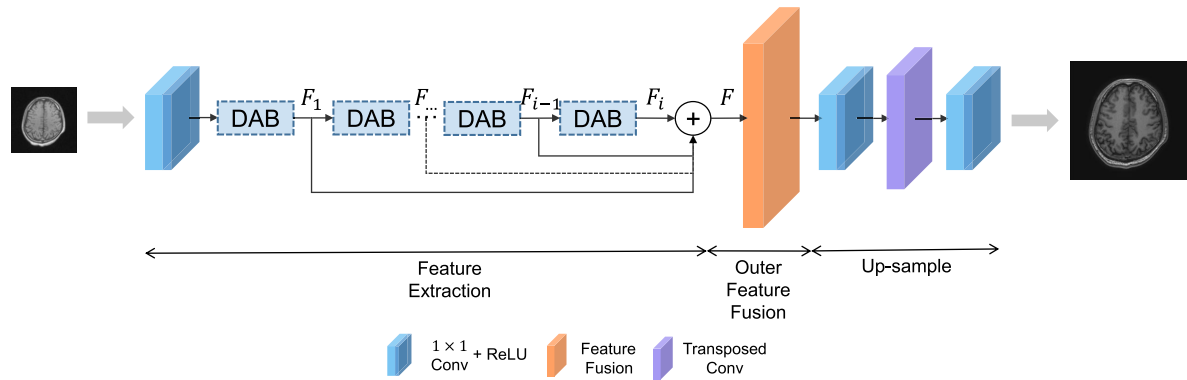 DAB
F₁
DAB
F...
DAB
Fᵢ₋₁
DAB
Fᵢ
+
F
Feature
Extraction
Outer
Feature
Fusion
Up-sample
1 × 1
Conv
+ ReLU
Feature
Fusion
Transposed
Conv